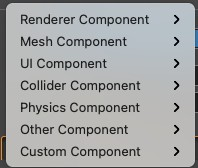 Renderer Component
Mesh Component
UI Component
Collider Component
Physics Component
Other Component
Custom Component